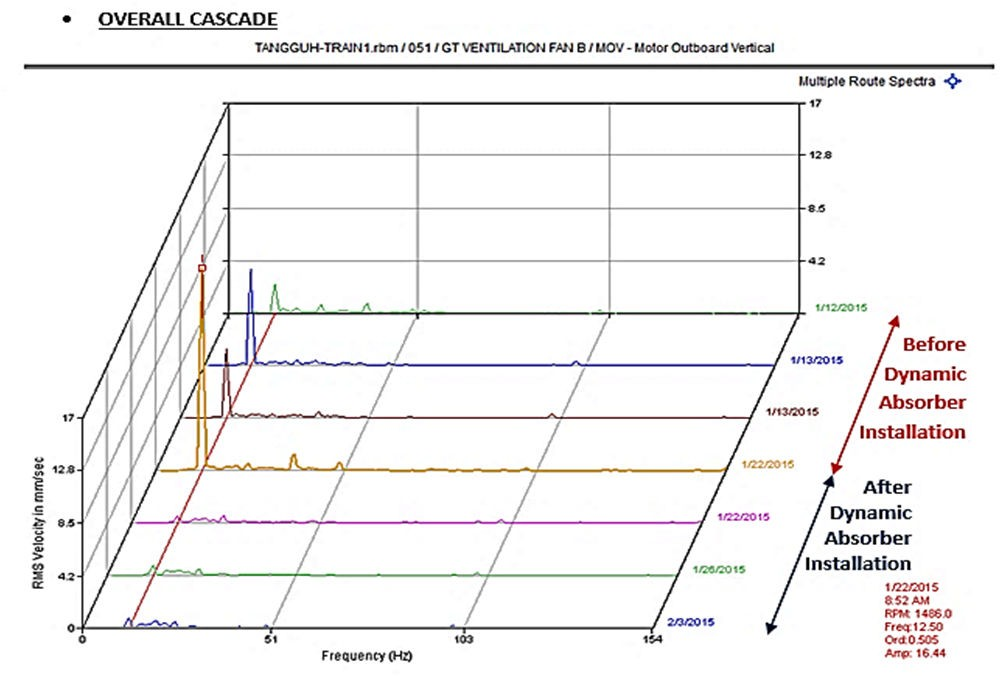 • OVERALL CASCADE
TANGGUH-TRAIN1.rbm / 051 / GT VENTILATION FAN B / MOV - Motor Outboard Vertical
Multiple Route Spectra
17
12.8
8.5
4.2
1/12/2015
1/13/2015
1/13/2015
1/22/2015
1/22/2015
1/26/2015
2/3/2015
Before
Dynamic
Absorber
Installation
After
Dynamic
Absorber
Installation
17
12.8
8.5
4.2
0
RMS Velocity in mm/sec
0
51
103
154
Frequency (Hz)
1/22/2015
8:52 AM
RPM: 1486.0
Freq:12.50
Ord:0.505
Amp: 16.44